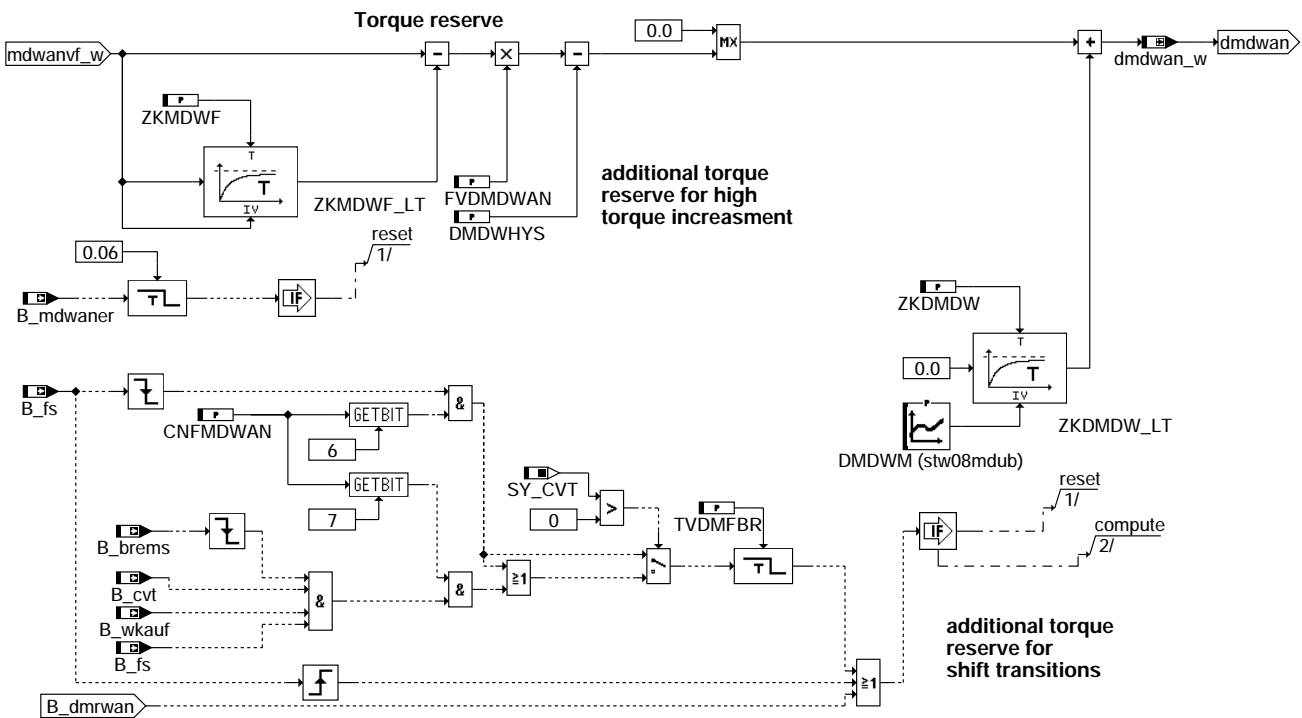 Torque reserve
mdwanvf_w
0.0
MX
dmdwan_w
dmdwan
P
ZKMDWF
T
T
IV
ZKMDWF_LT
P
FVDMDWAN
P
DMDWHYS
additional torque
reserve for high
torque increasment
reset
1/
0.06
T
IF
B_mdwaner
P
ZKDMDW
T
0.0
T
IV
P
ZKDMDW_LT
DMDWM (stw08mdub)
B_fs
P
CNFMDWAN
GETBIT
&
6
GETBIT
7
SY_CVT
0
>
P
TVDMFBR
T
reset
1/
IF
compute
2/
B_brems
B_cvt
B_wkauf
B_fs
&
&
≥1
additional torque
reserve for
shift transitions
≥1
B_dmrwan